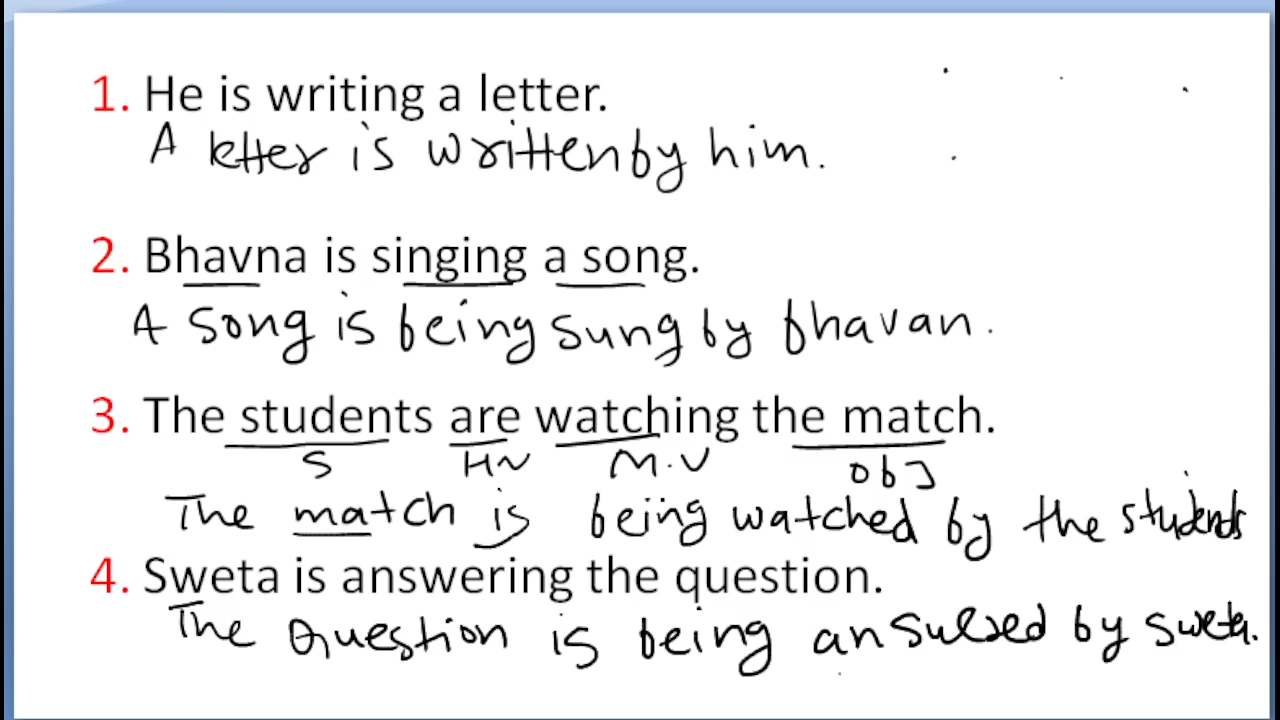 1. He is writing a letter.
A letter is written by him.
2. Bhavna is singing a song.
A song is being sung by bhavan.
3. The students are watching the match.
S HV M.V obj
The match is being watched by the students
4. Sweta is answering the question.
The Question is being answered by sweta.